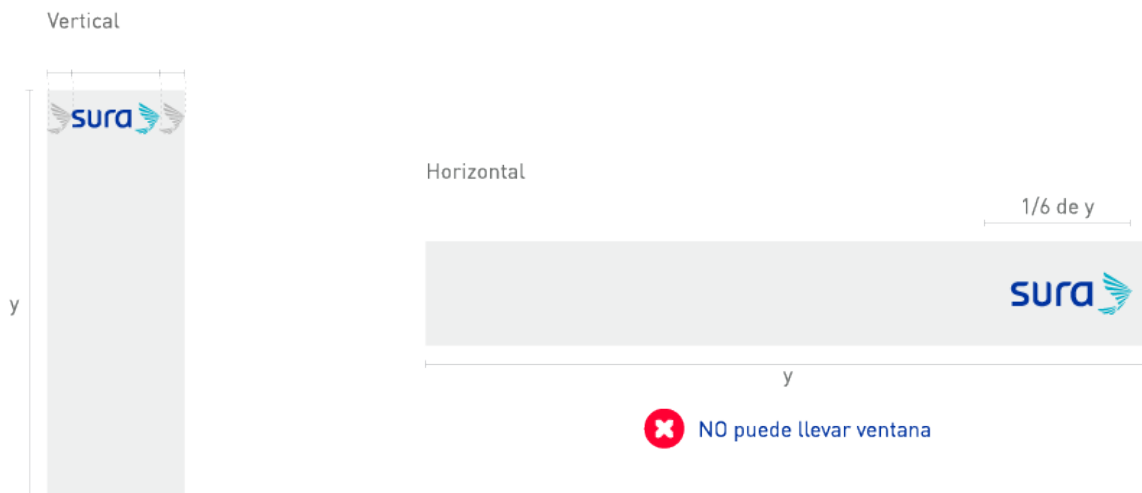 Vertical
sura
y
Horizontal
1/6 de y
sura
y
NO puede llevar ventana